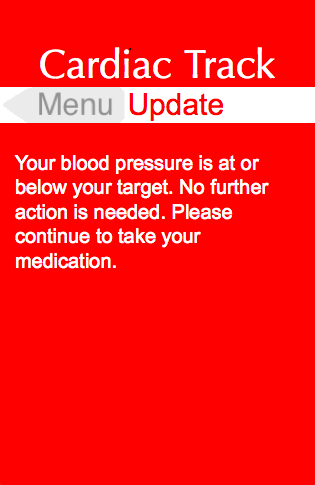 Cardiac Track
Menu Update
Your blood pressure is at or
below your target. No further
action is needed. Please
continue to take your
medication.